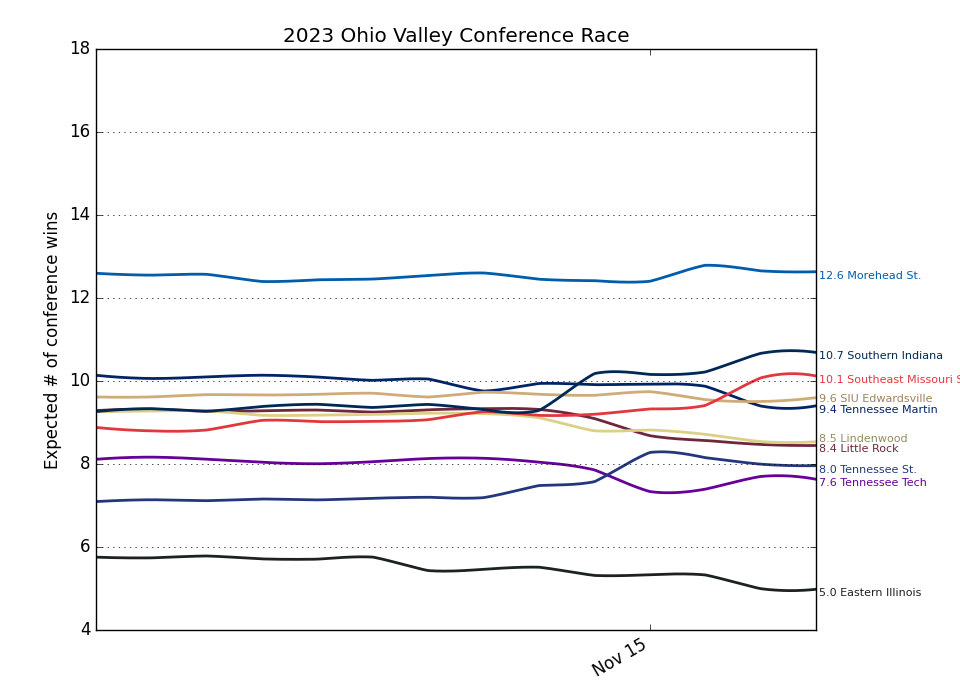 2023 Ohio Valley Conference Race
Expected # of conference wins
18
16
14
12
10
8
6
4
Nov 15
12.6 Morehead St.
10.7 Southern Indiana
10.1 Southeast Missouri S
9.6 SIU Edwardsville
9.4 Tennessee Martin
8.5 Lindenwood
8.4 Little Rock
8.0 Tennessee St.
7.6 Tennessee Tech
5.0 Eastern Illinois